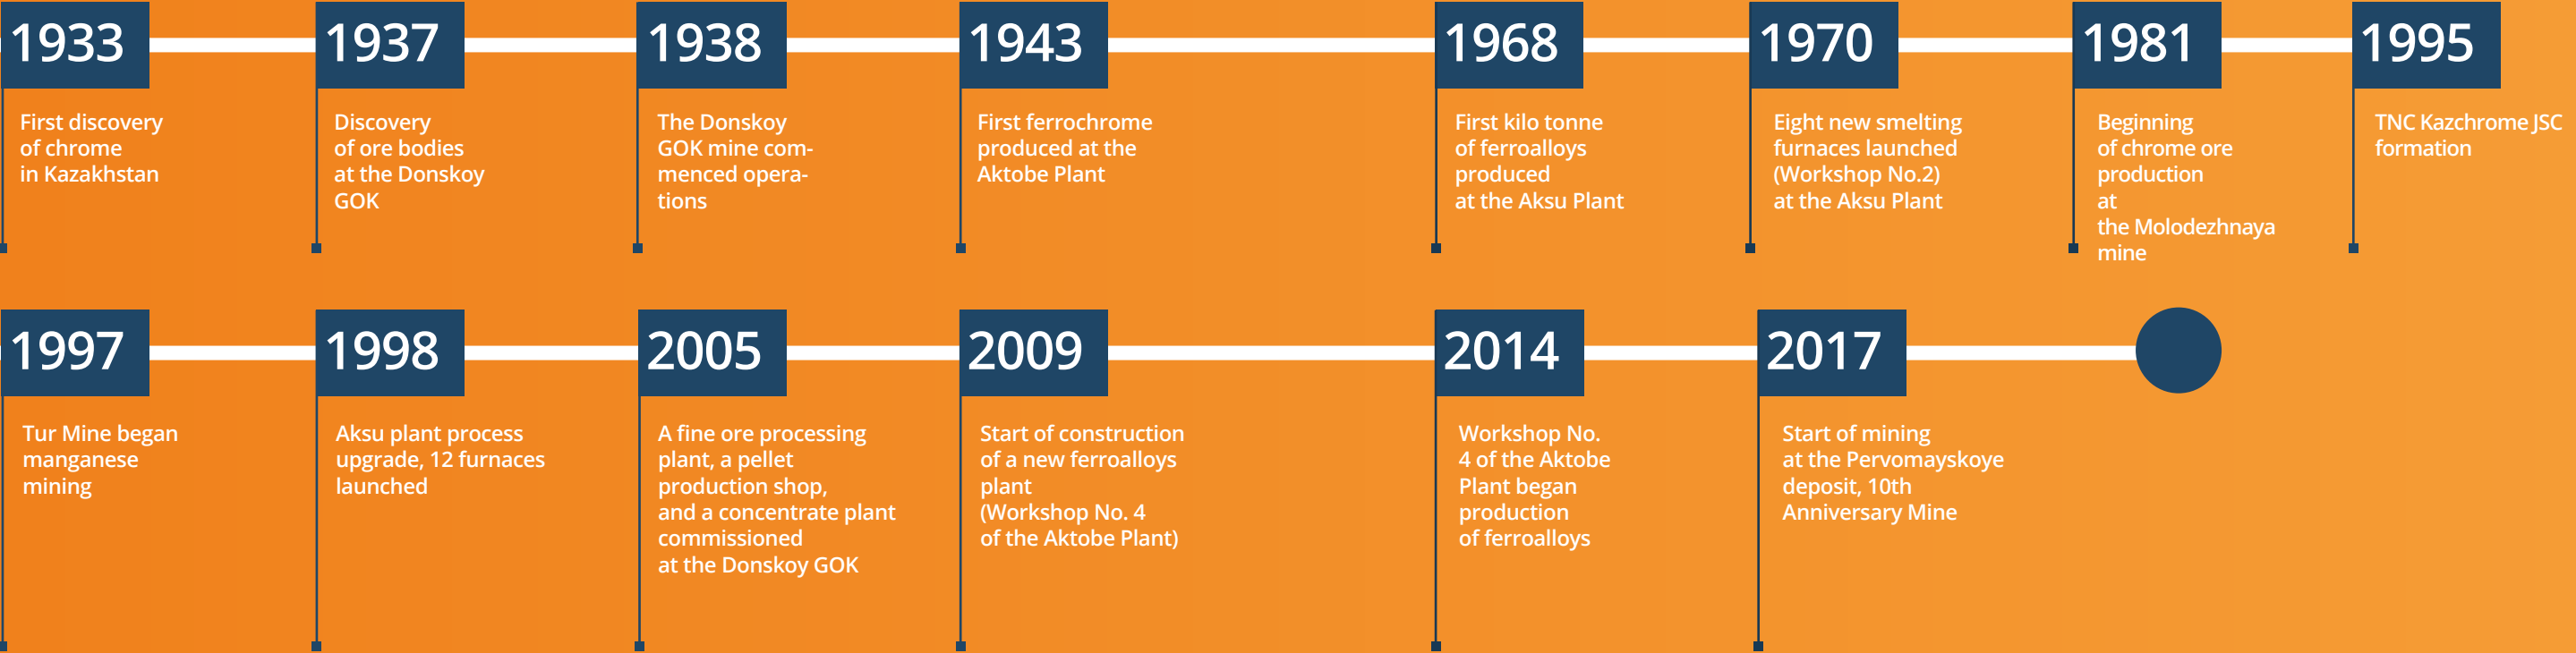 1933
First discovery
of chrome
in Kazakhstan
1937
Discovery
of ore bodies
at the Donskoy
GOK
1938
The Donskoy
GOK mine com-
menced opera-
tions
1943
First ferrochrome
produced at the
Aktobe Plant
1968
First kilo tonne
of ferroalloys
produced
at the Aksu Plant
1970
Eight new smelting
furnaces launched
(Workshop No.2)
at the Aksu Plant
1981
Beginning
of chrome ore
production
at
the Molodezhnaya
mine
1995
TNC Kazchrome JSC
formation
1997
Tur Mine began
manganese
mining
1998
Aksu plant process
upgrade, 12 furnaces
launched
2005
A fine ore processing
plant, a pellet
production shop,
and a concentrate plant
commissioned
at the Donskoy GOK
2009
Start of construction
of a new ferroalloys
plant
(Workshop No. 4
of the Aktobe Plant)
2014
Workshop No.
4 of the Aktobe
Plant began
production
of ferroalloys
2017
Start of mining
at the Pervomayskoye
deposit, 10th
Anniversary Mine